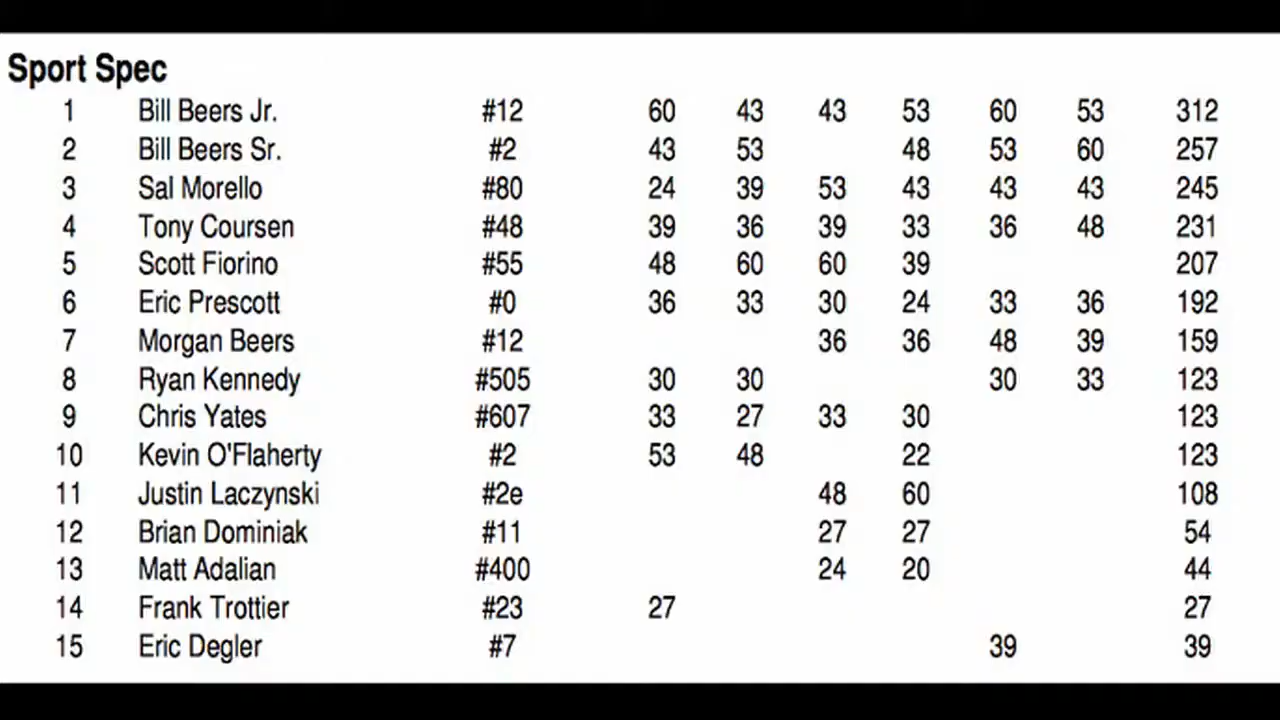 Sport Spec
1 Bill Beers Jr. #12 60 43 43 53 60 53 312
2 Bill Beers Sr. #2 43 53 48 53 60 257
3 Sal Morello #80 24 39 53 43 43 43 245
4 Tony Coursen #48 39 36 39 33 36 48 231
5 Scott Fiorino #55 48 60 60 39 207
6 Eric Prescott #0 36 33 30 24 33 36 192
7 Morgan Beers #12 36 36 48 39 159
8 Ryan Kennedy #505 30 30 30 33 123
9 Chris Yates #607 33 27 33 30 123
10 Kevin O'Flaherty #2 53 48 22 123
11 Justin Laczynski #2e 48 60 108
12 Brian Dominiak #11 27 27 54
13 Matt Adalian #400 24 20 44
14 Frank Trottier #23 27 27
15 Eric Degler #7 39 39